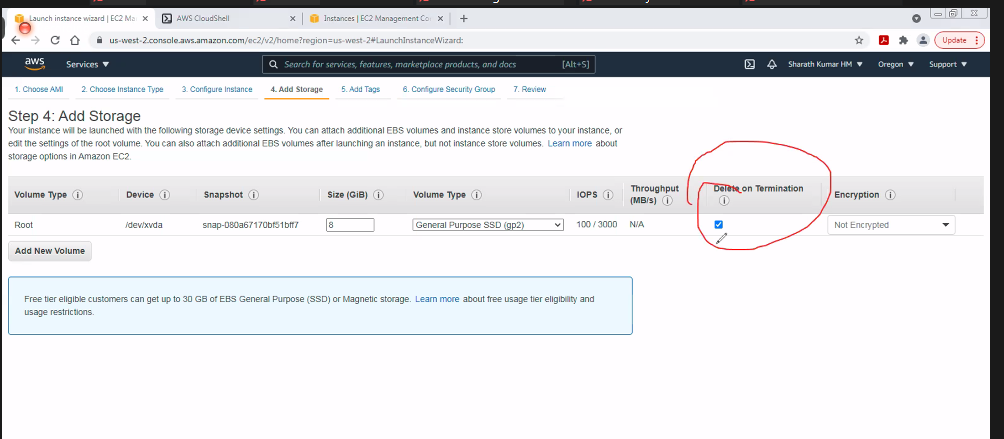 Launch instance wizard | EC2 Ma
AWS CloudShell
Instances | EC2 Management Co
us-west-2.console.aws.amazon.com/ec2/v2/home?region=us-west-2#LaunchInstanceWizard:
Update
aws
Services
Search for services, features, marketplace products, and docs
[Alt+S]
Sharath Kumar HM
Oregon
Support
1. Choose AMI
2. Choose Instance Type
3. Configure Instance
4. Add Storage
5. Add Tags
6. Configure Security Group
7. Review
Step 4: Add Storage
Your instance will be launched with the following storage device settings. You can attach additional EBS volumes and instance store volumes to your instance, or
edit the settings of the root volume. You can also attach additional EBS volumes after launching an instance, but not instance store volumes. Learn more about
storage options in Amazon EC2.
Volume Type
Device
Snapshot
Size (GiB)
Volume Type
IOPS
Throughput
(MB/s)
Delete on Termination
Encryption
Root
/dev/xvda
snap-080a67170bf51bff7
8
General Purpose SSD (gp2)
100 / 3000
N/A
Not Encrypted
Add New Volume
Free tier eligible customers can get up to 30 GB of EBS General Purpose (SSD) or Magnetic storage. Learn more about free usage tier eligibility and
usage restrictions.